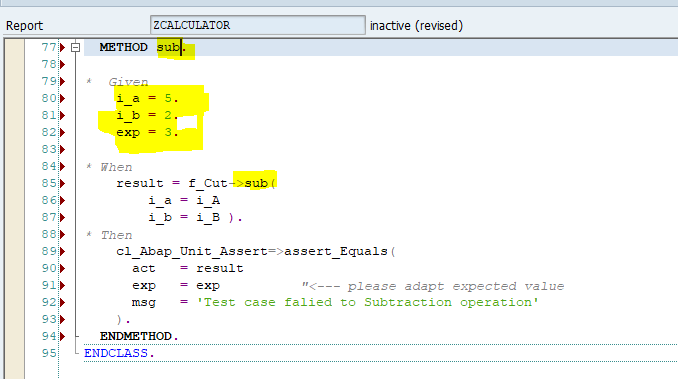 Report ZCALCULATOR inactive (revised)
77 METHOD sub.
78
79 * Given
80 i_a = 5.
81 i_b = 2.
82 exp = 3.
83
84 * When
85 result = f_Cut->sub(
86 i_a = i_A
87 i_b = i_B ).
88 * Then
89 cl_Abap_Unit_Assert=>assert_Equals(
90 act = result
91 exp = exp "<--- please adapt expected value
92 msg = 'Test case falied to Subtraction operation'
93 ).
94 ENDMETHOD.
95 ENDCLASS.